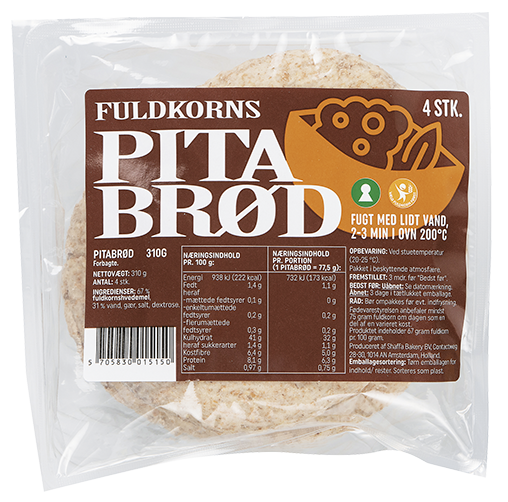 FULDKORNS
PITA
BRØD
4 STK.
FUGT MED LIDT VAND,
2-3 MIN I OVN 200°C
PITABRØD 310G
Forbagte.
NETTOVÆGT: 310 g
ANTAL: 4 stk.
INGREDIENSER: 67 %
fuldkornshvedemel,
31 % vand, gær, salt, dextrose.
5 705830 015150
NÆRINGSINDHOLD NÆRINGSINDHOLD
PR. 100 g: PR. PORTION
(1 PITABRØD = 77,5 g):
Energi 938 kJ (222 kcal) 732 kJ (173 kcal)
Fedt 1,4 g 1,1 g
heraf
-mættede fedtsyrer 0,1 g 0 g
-enkeltumættede
fedtsyrer 0,2 g 0,2 g
-flerumættede
fedtsyrer 0,3 g 0,2 g
Kulhydrat 41 g 32 g
heraf sukkerarter 1,4 g 1,1 g
Kostfibre 6,4 g 5,0 g
Protein 8,1 g 6,3 g
Salt 0,97 g 0,75 g
OPBEVARING: Ved stuetemperatur
(20-25 °C).
Pakket i beskyttende atmosfære.
FREMSTILLET: 3 mdr. før "Bedst før".
BEDST FØR: Uåbnet: Se datomærkning.
Åbnet: 3 dage i tætlukket emballage.
RÅD: Bør ompakkes før evt. indfrysning.
Fødevarestyrelsen anbefaler mindst
75 gram fuldkorn om dagen som en
del af en varieret kost.
Produktet indeholder 67 gram fuldkorn
pr. 100 gram.
Produceret af Shaffa Bakery BV, Contactweg
28-30, 1014 AN Amsterdam, Holland.
Emballagesortering: Tøm emballagen for
indhold/ rester. Sorteres som plast.